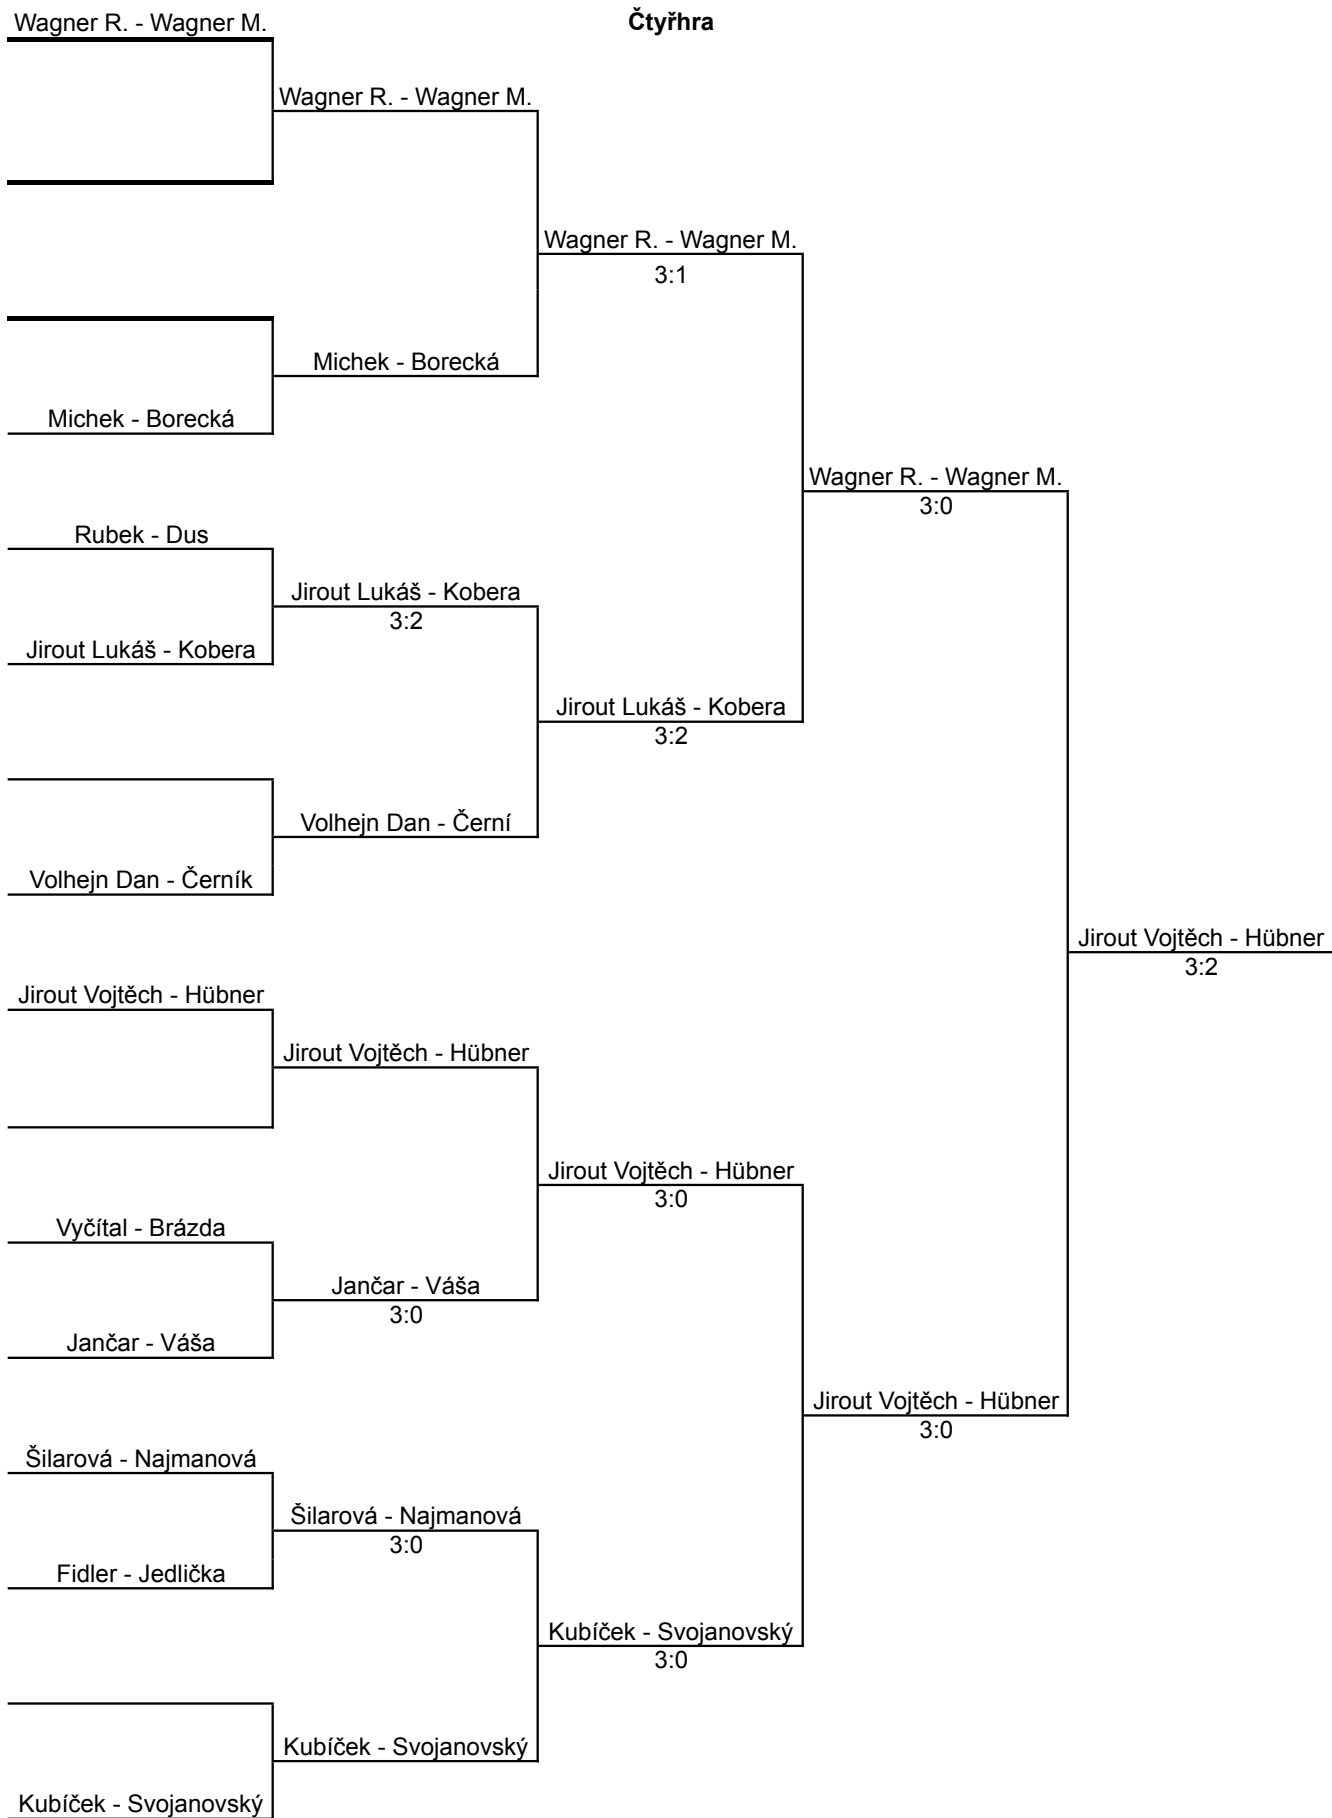 Wagner R. - Wagner M.
Čtyřhra
Wagner R. - Wagner M.
Wagner R. - Wagner M.
3:1
Michek - Borecká
Michek - Borecká
Wagner R. - Wagner M.
3:0
Rubek - Dus
Jirout Lukáš - Kobera
3:2
Jirout Lukáš - Kobera
Jirout Lukáš - Kobera
3:2
Volhejn Dan - Černí
Volhejn Dan - Černík
Jirout Vojtěch - Hübner
3:2
Jirout Vojtěch - Hübner
Jirout Vojtěch - Hübner
Jirout Vojtěch - Hübner
3:0
Vyčítal - Brázda
Jančar - Váša
3:0
Jančar - Váša
Jirout Vojtěch - Hübner
3:0
Šilarová - Najmanová
Šilarová - Najmanová
3:0
Fidler - Jedlička
Kubíček - Svojanovský
3:0
Kubíček - Svojanovský
Kubíček - Svojanovský